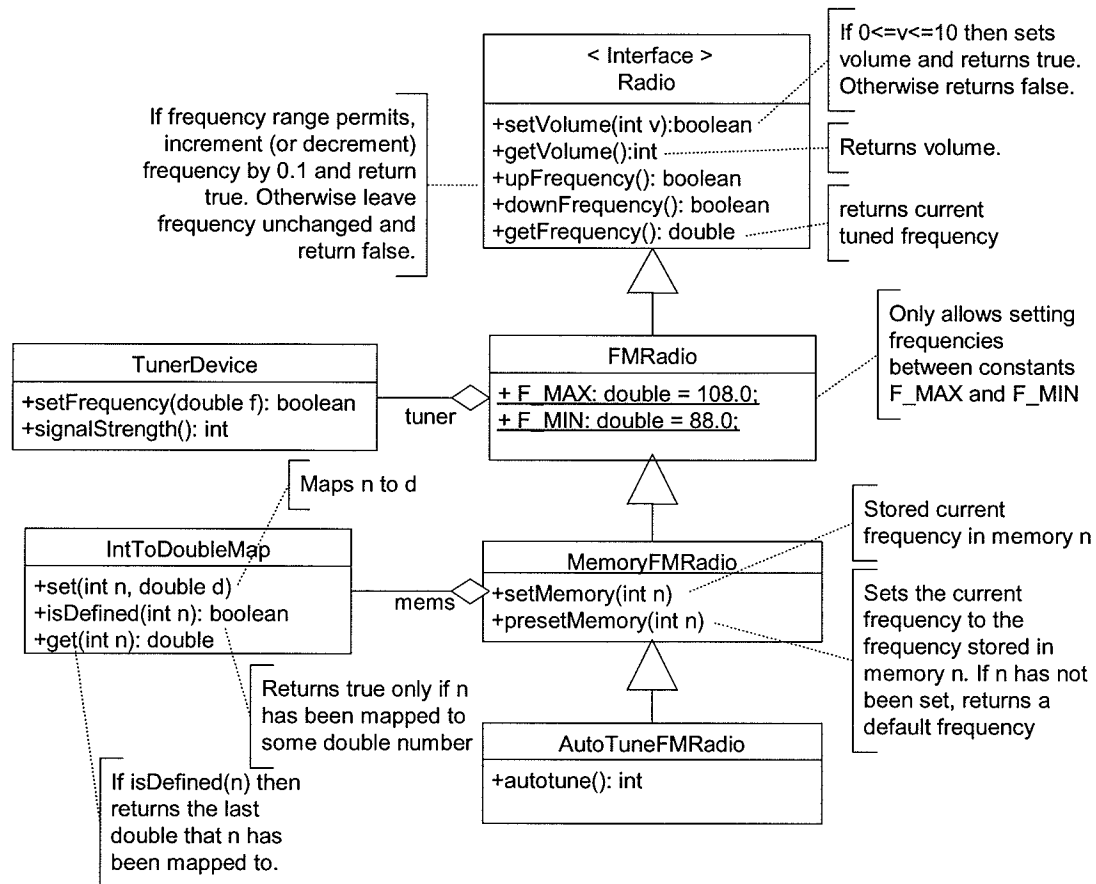 If 0<=v<=10 then sets
volume and returns true.
Otherwise returns false.
< Interface >
Radio
+setVolume(int v):boolean
+getVolume():int
+upFrequency(): boolean
+downFrequency(): boolean
+getFrequency(): double
If frequency range permits,
increment (or decrement)
frequency by 0.1 and return
true. Otherwise leave
frequency unchanged and
return false.
Returns volume.
returns current
tuned frequency
Only allows setting
frequencies
between constants
F_MAX and F_MIN
TunerDevice
+setFrequency(double f): boolean
+signalStrength(): int
tuner
FMRadio
+ F_MAX: double = 108.0;
+ F_MIN: double = 88.0;
Maps n to d
IntToDoubleMap
+set(int n, double d)
+isDefined(int n): boolean
+get(int n): double
mems
MemoryFMRadio
+setMemory(int n)
+presetMemory(int n)
Stored current
frequency in memory n
Sets the current
frequency to the
frequency stored in
memory n. If n has not
been set, returns a
default frequency
Returns true only if n
has been mapped to
some double number
AutoTuneFMRadio
+autotune(): int
If isDefined(n) then
returns the last
double that n has
been mapped to.